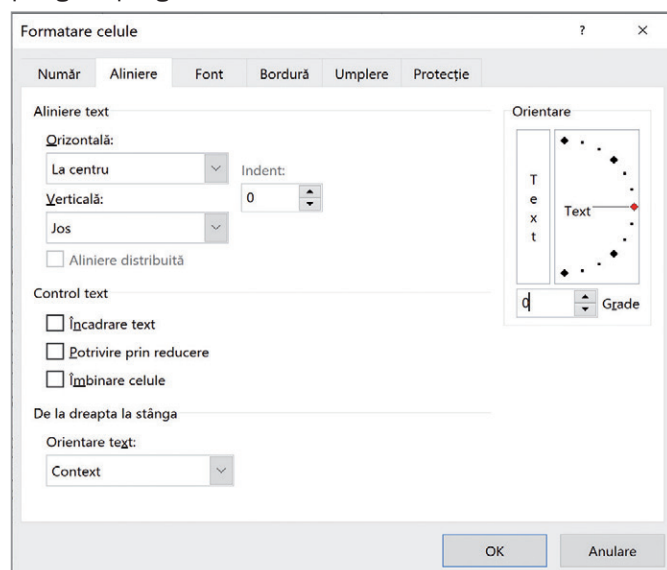 Formatare celule ? ×
Număr Aliniere Font Bordură Umplere Protecție
Aliniere text
Orizontală:
La centru
Indent:
Verticală:
0
Jos
Aliniere distribuită
Control text
Încadrare text
Potrivire prin reducere
Îmbinare celule
De la dreapta la stânga
Orientare text:
Context
Orientare
T
e
x
t
Text
0 Grade
OK Anulare